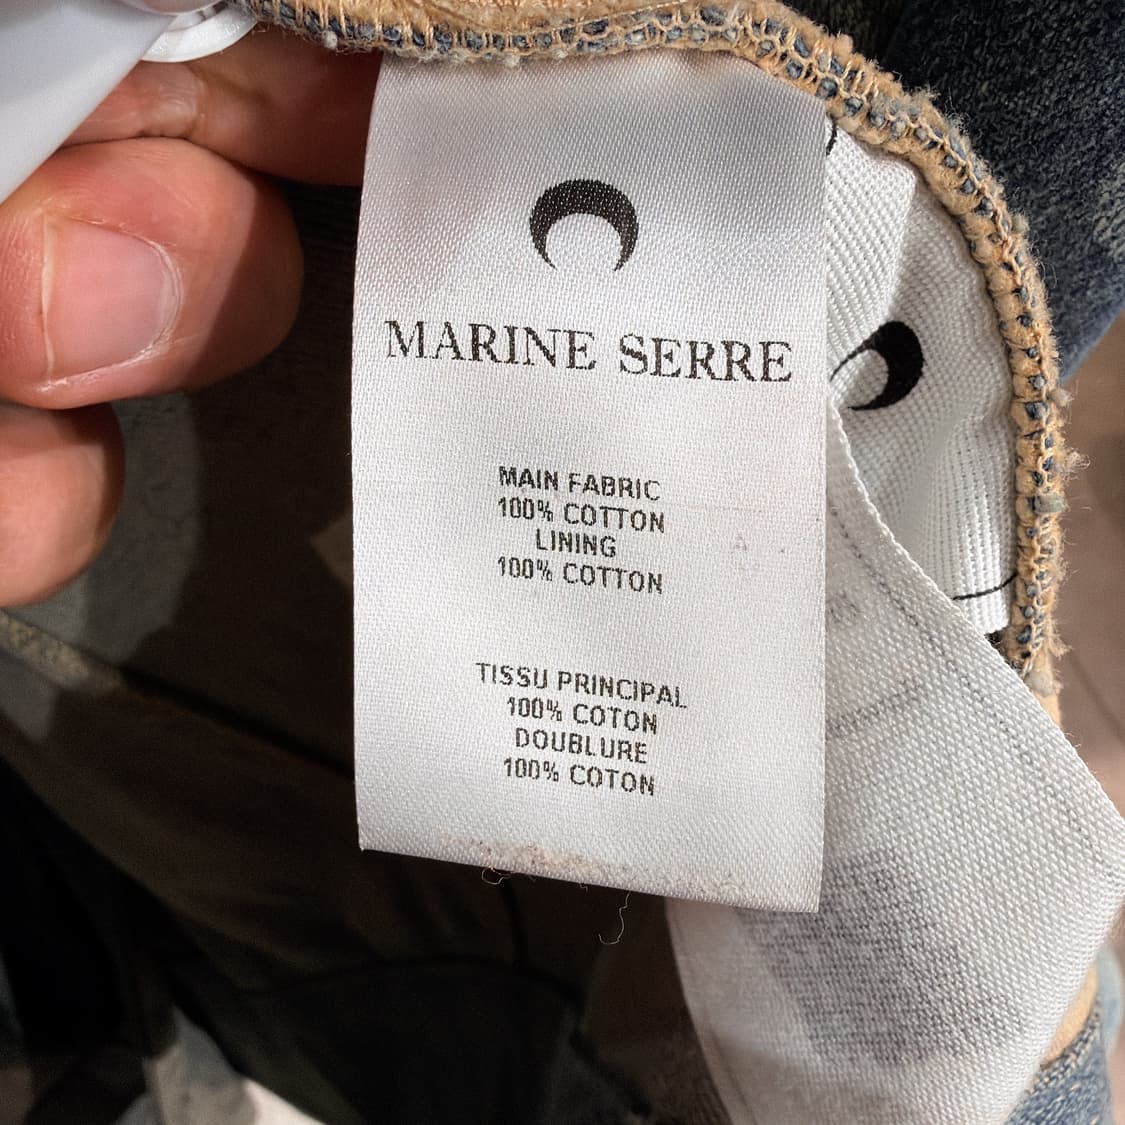 MARINE SERRE
MAIN FABRIC
100% COTTON
LINING
100% COTTON
TISSU PRINCIPAL
100% COTON
DOUBLURE
100% COTON